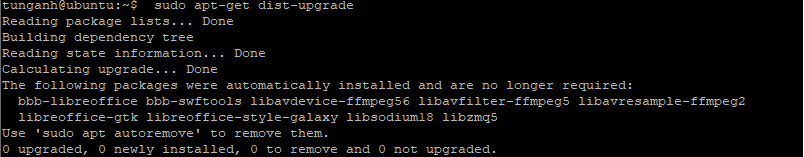 tunganh@ubuntu:~$  sudo apt-get dist-upgrade
Reading package lists... Done
Building dependency tree
Reading state information... Done
Calculating upgrade... Done
The following packages were automatically installed and are no longer required:
  bbb-libreoffice bbb-swftools libavdevice-ffmpeg56 libavfilter-ffmpeg5 libavresample-ffmpeg2
  libreoffice-gtk libreoffice-style-galaxy libsodium18 libzmq5
Use 'sudo apt autoremove' to remove them.
0 upgraded, 0 newly installed, 0 to remove and 0 not upgraded.